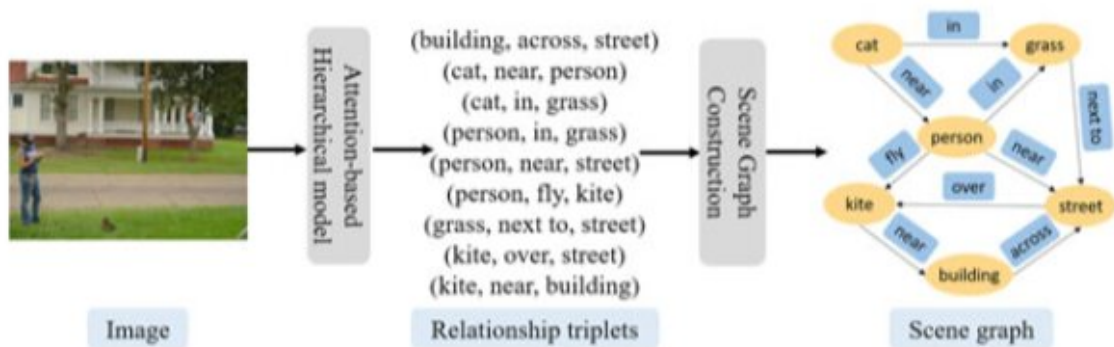 Attention-based
Hierarchical model
(building, across, street)
(cat, near, person)
(cat, in, grass)
(person, in, grass)
(person, near, street)
(person, fly, kite)
(grass, next to, street)
(kite, over, street)
(kite, near, building)
Scene Graph
Construction
in
cat
grass
near
in
next to
person
fly
near
over
kite
street
near
across
building
Image
Relationship triplets
Scene graph